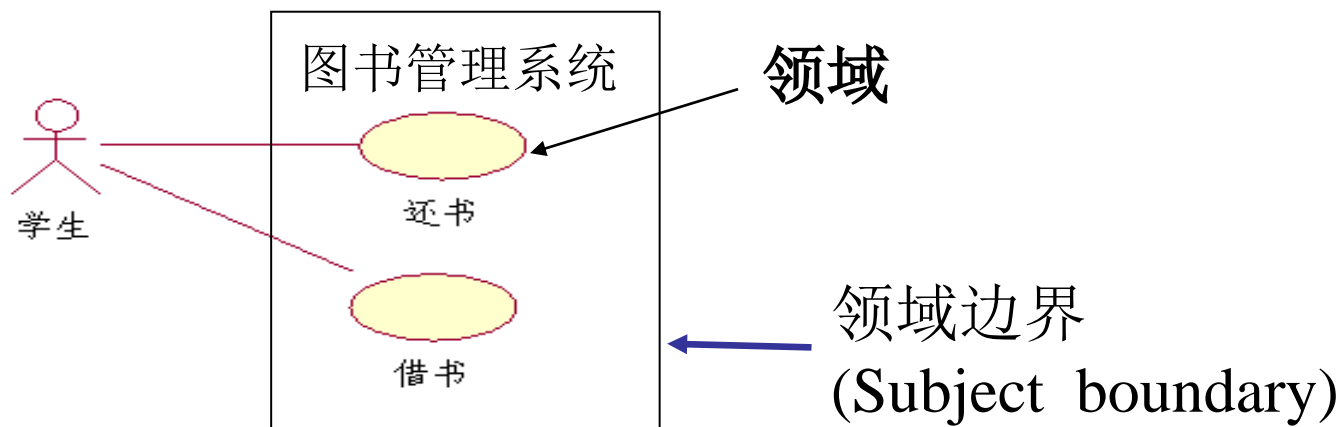 图书管理系统
领域
学生
还书
借书
领域边界
(Subject boundary)